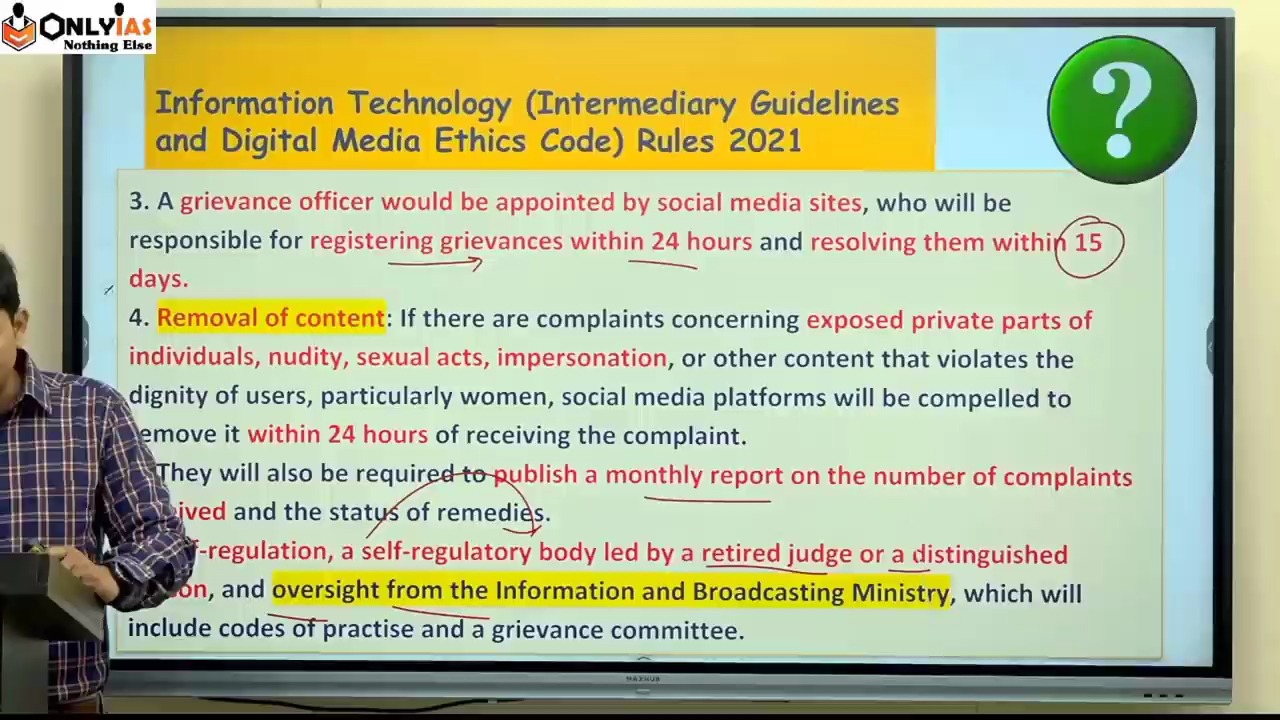 ONLYIAS
Nothing Else
Information Technology (Intermediary Guidelines
and Digital Media Ethics Code) Rules 2021
?
3. A grievance officer would be appointed by social media sites, who will be
responsible for registering grievances within 24 hours and resolving them within 15
days.
4. Removal of content: If there are complaints concerning exposed private parts of
individuals, nudity, sexual acts, impersonation, or other content that violates the
dignity of users, particularly women, social media platforms will be compelled to
emove it within 24 hours of receiving the complaint.
They will also be required to publish a monthly report on the number of complaints
ived and the status of remedies.
f-regulation, a self-regulatory body led by a retired judge or a distinguished
on, and oversight from the Information and Broadcasting Ministry, which will
include codes of practise and a grievance committee.
MAXHUB